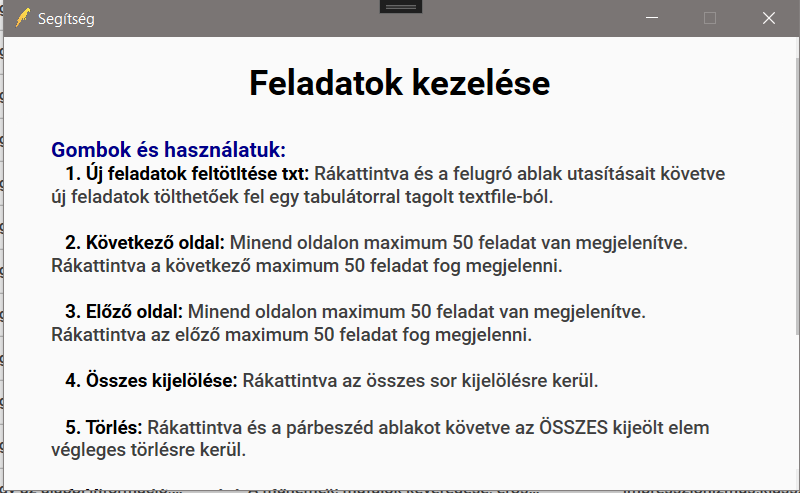 Segítség
Feladatok kezelése
Gombok és használatuk:
1. Új feladatok feltötltése txt: Rákattintva és a felugró ablak utasításait követve
új feladatok tölthetőek fel egy tabulátorral tagolt textfile-ból.
2. Következő oldal: Minend oldalon maximum 50 feladat van megjelenítve.
Rákattintva a következő maximum 50 feladat fog megjelenni.
3. Előző oldal: Minend oldalon maximum 50 feladat van megjelenítve.
Rákattintva az előző maximum 50 feladat fog megjelenni.
4. Összes kijelölése: Rákattintva az összes sor kijelölésre kerül.
5. Törlés: Rákattintva és a párbeszéd ablakot követve az ÖSSZES kijeölt elem
végleges törlésre kerül.